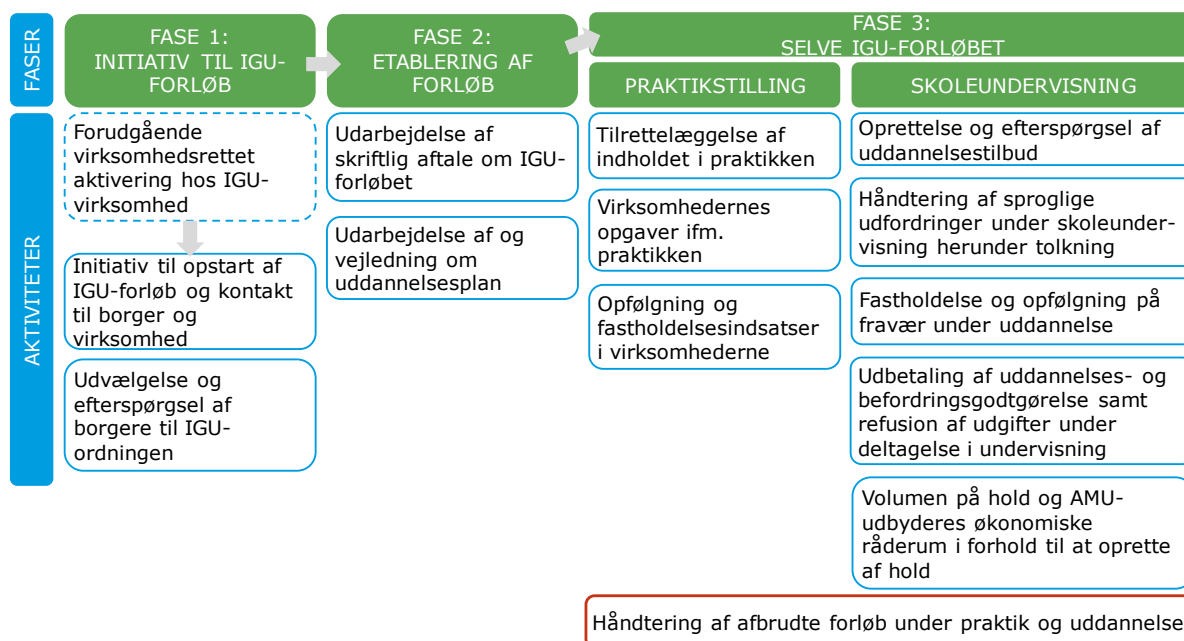 FASER
FASE 1:
INITIATIV TIL IGU-
FORLØB
FASE 2:
ETABLERING AF
FORLØB
FASE 3:
SELVE IGU-FORLØBET
PRAKTIKSTILLING
SKOLEUNDERVISNING
AKTIVITETER
Forudgående
virksomhedsrettet
aktivering hos IGU-
virksomhed
Initiativ til opstart af
IGU-forløb og kontakt
til borger og
virksomhed
Udvælgelse og
efterspørgsel af
borgere til IGU-
ordningen
Udarbejdelse af
skriftlig aftale om IGU-
forløbet
Udarbejdelse af og
vejledning om
uddannelsesplan
Tilrettelæggelse af
indholdet i praktikken
Virksomhedernes
opgaver ifm.
praktikken
Opfølgning og
fastholdelsesindsatser
i virksomhederne
Oprettelse og efterspørgsel af
uddannelsestilbud
Håndtering af sproglige
udfordringer under skoleunder-
visning herunder tolkning
Fastholdelse og opfølgning på
fravær under uddannelse
Udbetaling af uddannelses- og
befordringsgodtgørelse samt
refusion af udgifter under
deltagelse i undervisning
Volumen på hold og AMU-
udbyderes økonomiske
råderum i forhold til at oprette
af hold
Håndtering af afbrudte forløb under praktik og uddannelse